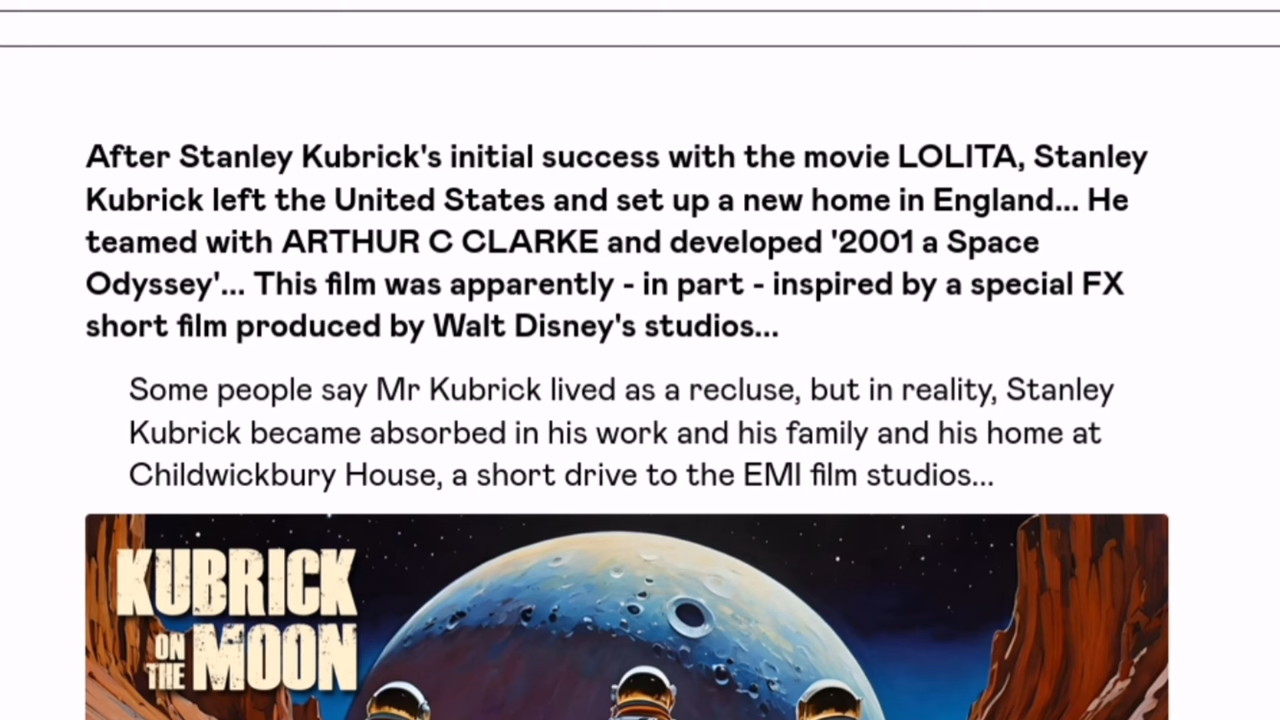 After Stanley Kubrick's initial success with the movie LOLITA, Stanley
Kubrick left the United States and set up a new home in England... He
teamed with ARTHUR C CLARKE and developed '2001 a Space
Odyssey'... This film was apparently - in part - inspired by a special FX
short film produced by Walt Disney's studios...
Some people say Mr Kubrick lived as a recluse, but in reality, Stanley
Kubrick became absorbed in his work and his family and his home at
Childwickbury House, a short drive to the EMI film studios...
KUBRICK
ON THE MOON